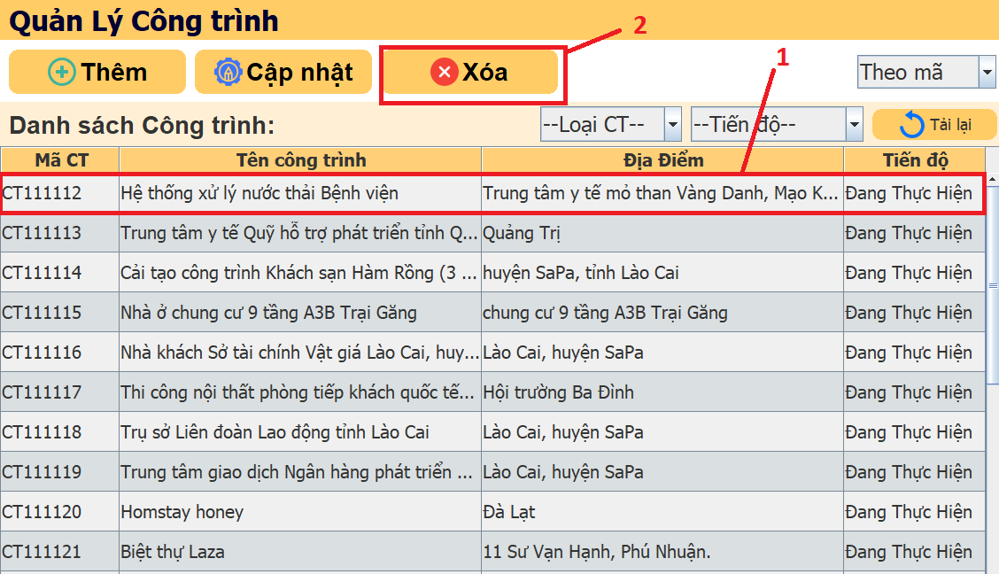 Quản Lý Công trình
2
1
Thêm Cập nhật Xóa Theo mã
Danh sách Công trình: --Loại CT-- --Tiến độ-- Tải lại
Mã CT Tên công trình Địa Điểm Tiến độ
CT111112 Hệ thống xử lý nước thải Bệnh viện Trung tâm y tế mỏ than Vàng Danh, Mạo K... Đang Thực Hiện
CT111113 Trung tâm y tế Quỹ hỗ trợ phát triển tỉnh Q... Quảng Trị Đang Thực Hiện
CT111114 Cải tạo công trình Khách sạn Hàm Rồng (3 ... huyện SaPa, tỉnh Lào Cai Đang Thực Hiện
CT111115 Nhà ở chung cư 9 tầng A3B Trại Găng chung cư 9 tầng A3B Trại Găng Đang Thực Hiện
CT111116 Nhà khách Sở tài chính Vật giá Lào Cai, huy... Lào Cai, huyện SaPa Đang Thực Hiện
CT111117 Thi công nội thất phòng tiếp khách quốc tế... Hội trường Ba Đình Đang Thực Hiện
CT111118 Trụ sở Liên đoàn Lao động tỉnh Lào Cai Lào Cai, huyện SaPa Đang Thực Hiện
CT111119 Trung tâm giao dịch Ngân hàng phát triển ... Lào Cai, huyện SaPa Đang Thực Hiện
CT111120 Homstay honey Đà Lạt Đang Thực Hiện
CT111121 Biệt thự Laza 11 Sư Vạn Hạnh, Phú Nhuận. Đang Thực Hiện